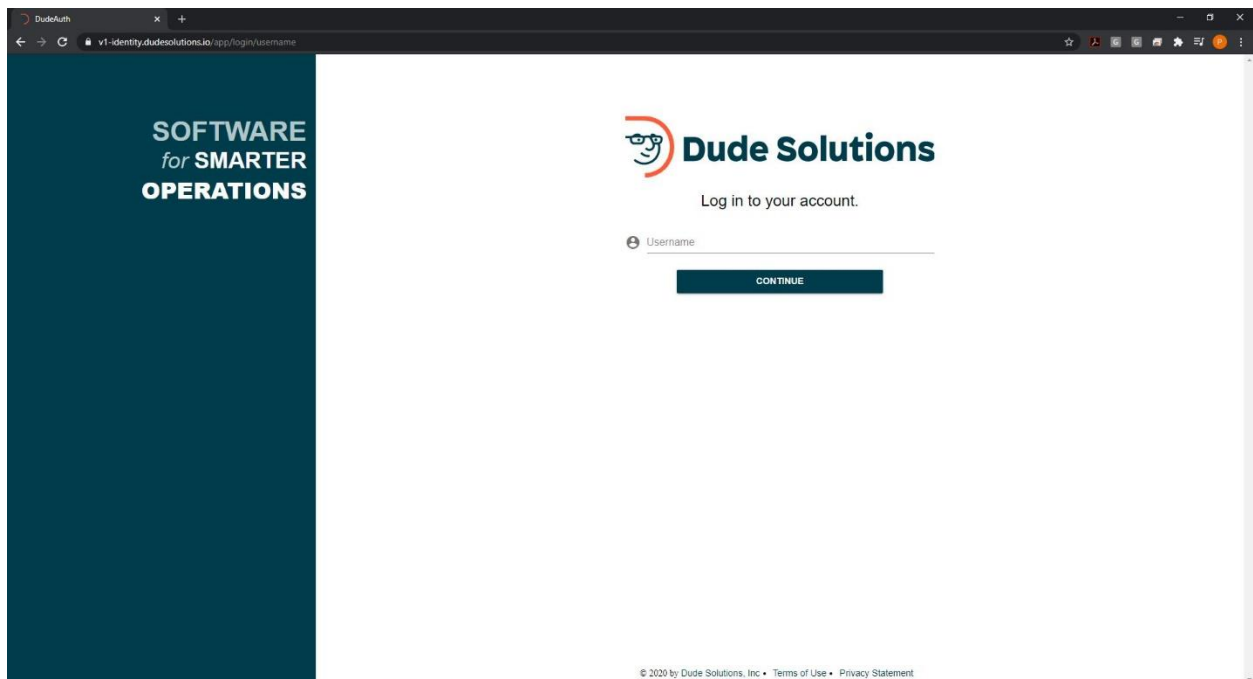 DudeAuth
v1-identity.dudesolutions.io/app/login/username
SOFTWARE
for SMARTER
OPERATIONS
Dude Solutions
Log in to your account.
Username
CONTINUE
© 2020 by Dude Solutions, Inc • Terms of Use • Privacy Statement